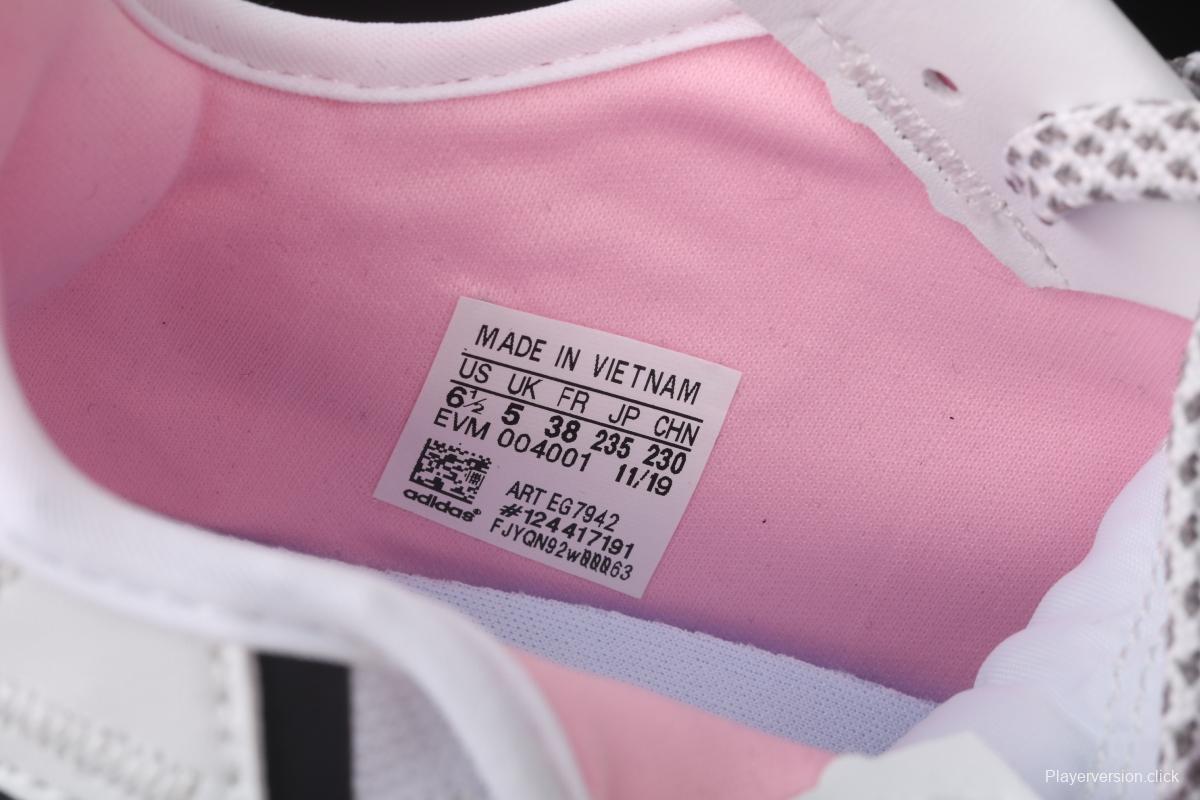 MADE IN VIETNAM
US UK FR JP CHN
6½ 5 38 235 230
EVM 004001 11/19
adidas®
ART EG7942
#124417191
Playerversion.click